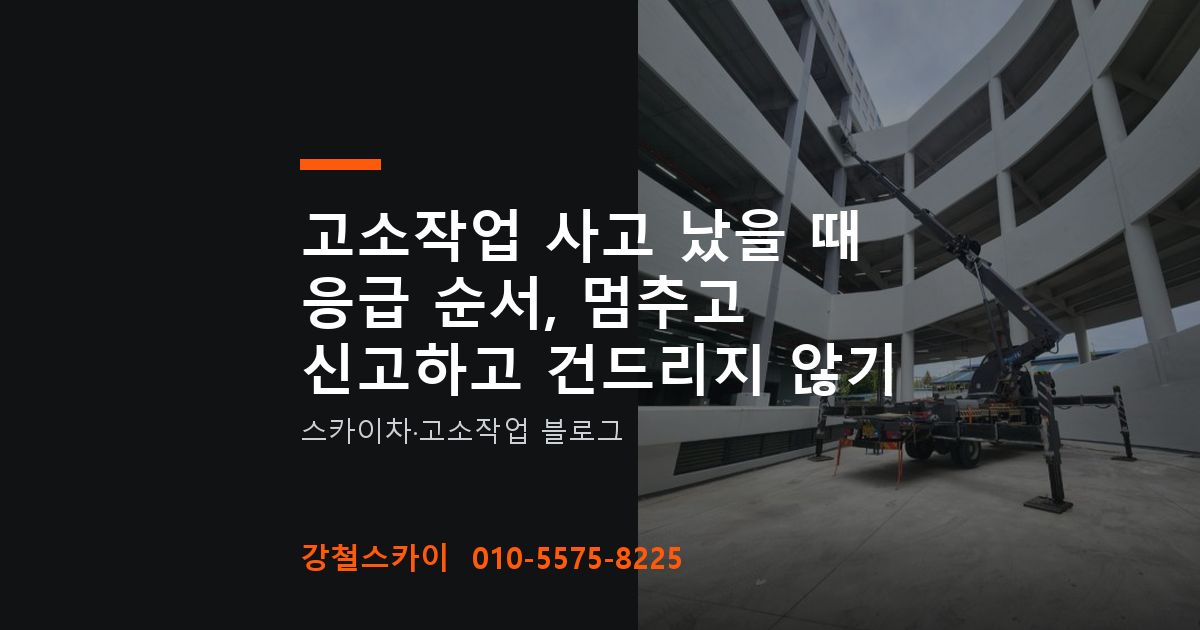 고소작업 사고 났을 때
응급 순서, 멈추고
신고하고 건드리지 않기
스카이차·고소작업 블로그
강철스카이 010-5575-8225